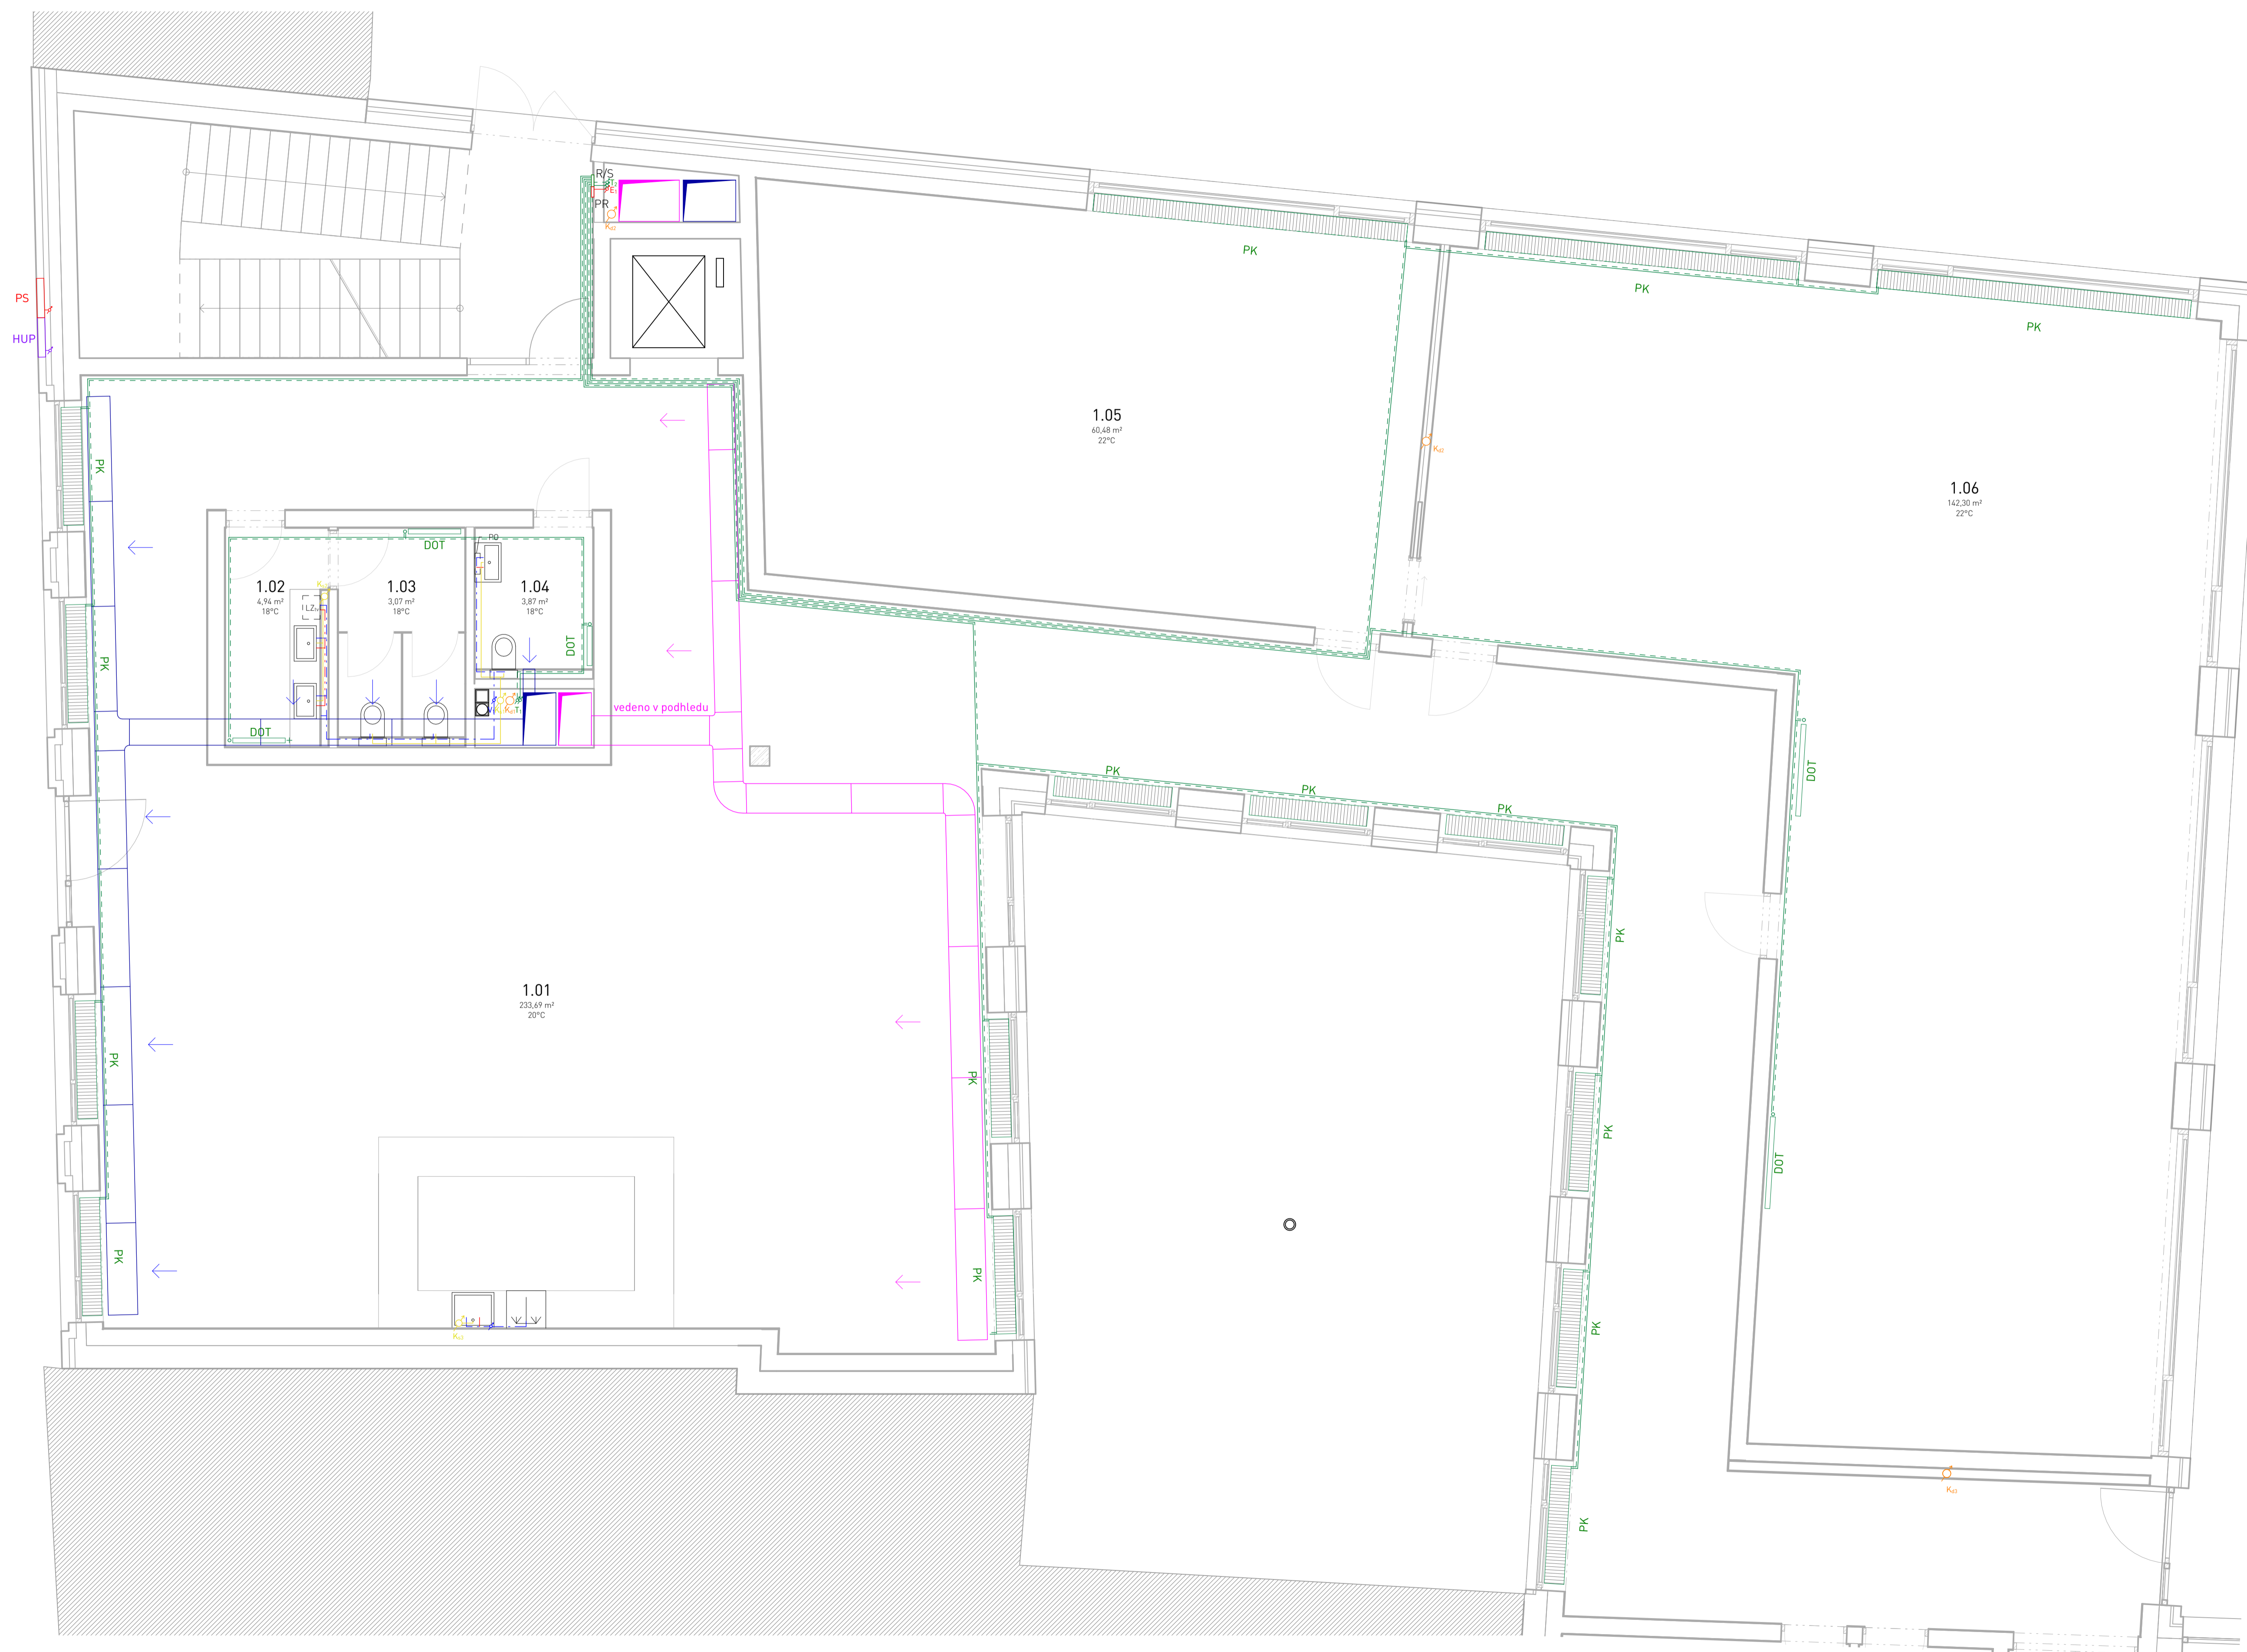 R/S
PR
PK
PK
PK
PS
HUP
1.05
60,48 m²
22°C
1.06
142,30 m²
22°C
PK
PK
DOT
PO
1.02
4,94 m²
18°C
1.03
3,07 m²
18°C
1.04
3,87 m²
18°C
DOT
DOT
vedeno v podhledu
DOT
PK
PK
PK
PK
PK
1.01
233,69 m²
20°C
PK
PK
PK
PK
DOT
PK
PK
PK